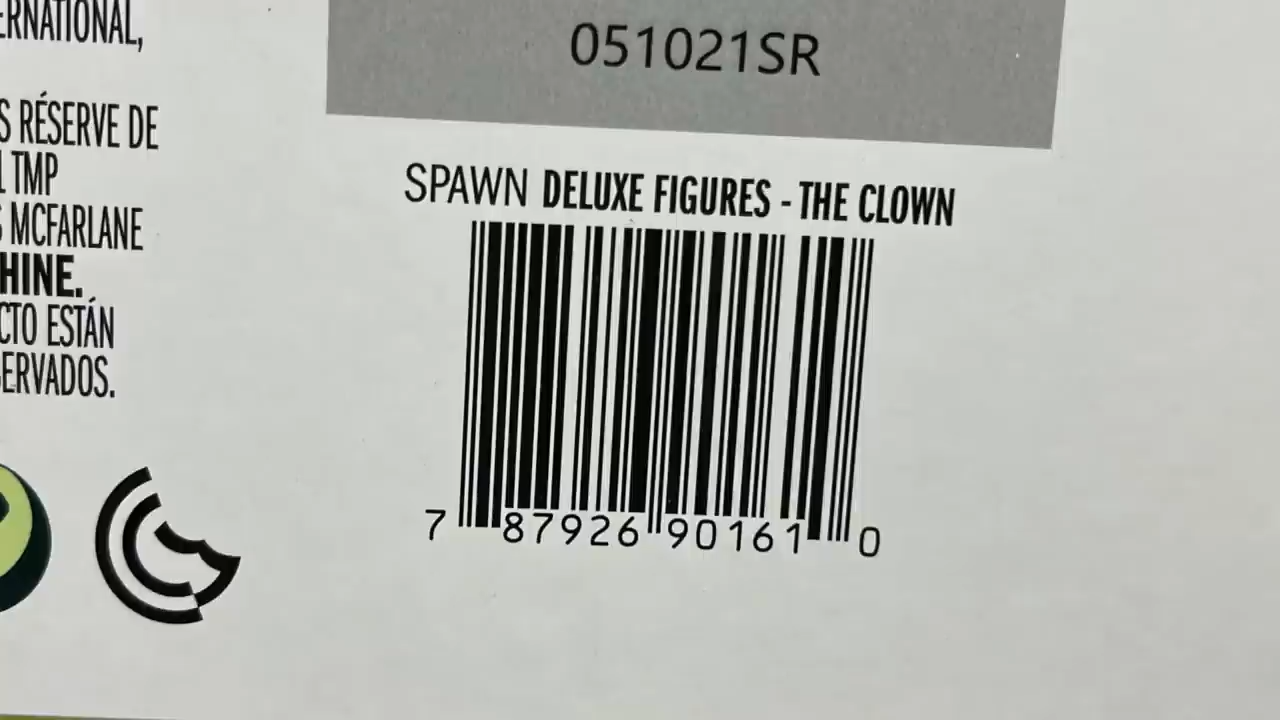 ERNATIONAL,
S RÉSERVE DE
L TMP
S MCFARLANE
HINE.
CTO ESTÁN
ERVADOS.
051021SR
SPAWN DELUXE FIGURES - THE CLOWN
7 87926 90161 0